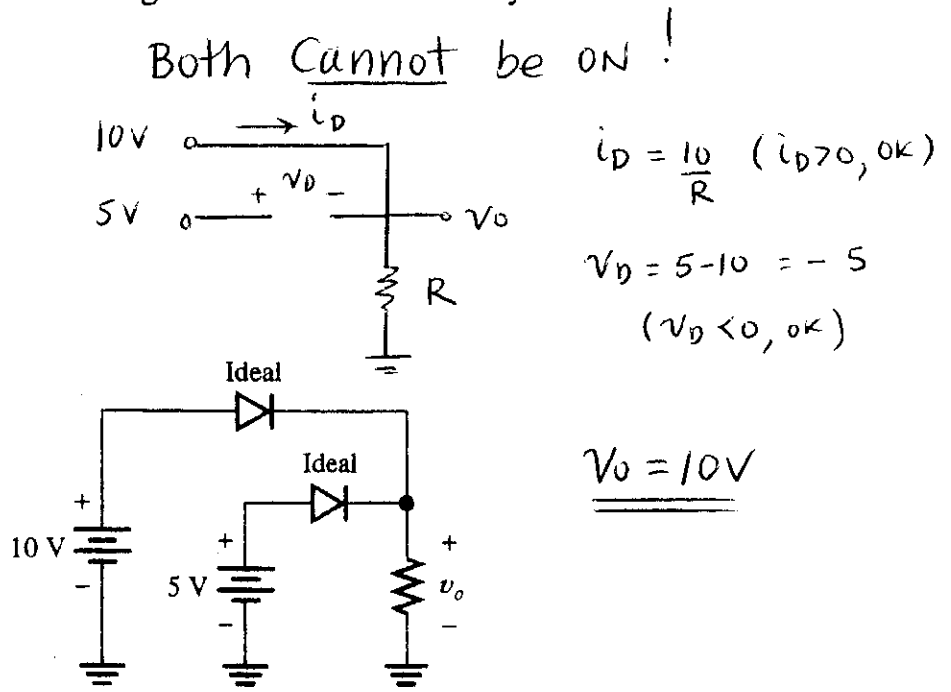 Both Cannot be ON !
10V
i_D
i_D = 10/R (i_D>0, OK)
5V + v_D - v_o
v_D = 5-10 = - 5
R
(v_D <0, OK)
Ideal
Ideal
V_o = 10V
+
10 V
-
+
5 V
-
+
v_o
-